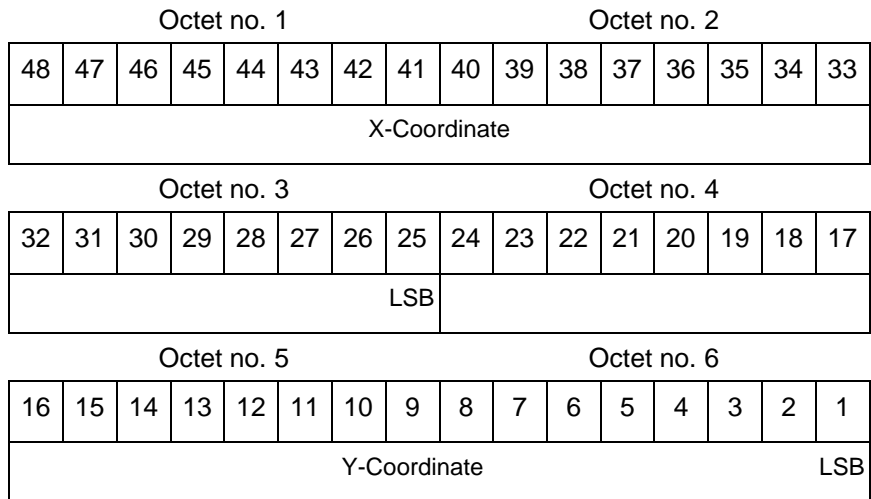 Octet no. 1 Octet no. 2
48 47 46 45 44 43 42 41 40 39 38 37 36 35 34 33
X-Coordinate
Octet no. 3 Octet no. 4
32 31 30 29 28 27 26 25 24 23 22 21 20 19 18 17
LSB
Octet no. 5 Octet no. 6
16 15 14 13 12 11 10 9 8 7 6 5 4 3 2 1
Y-Coordinate LSB